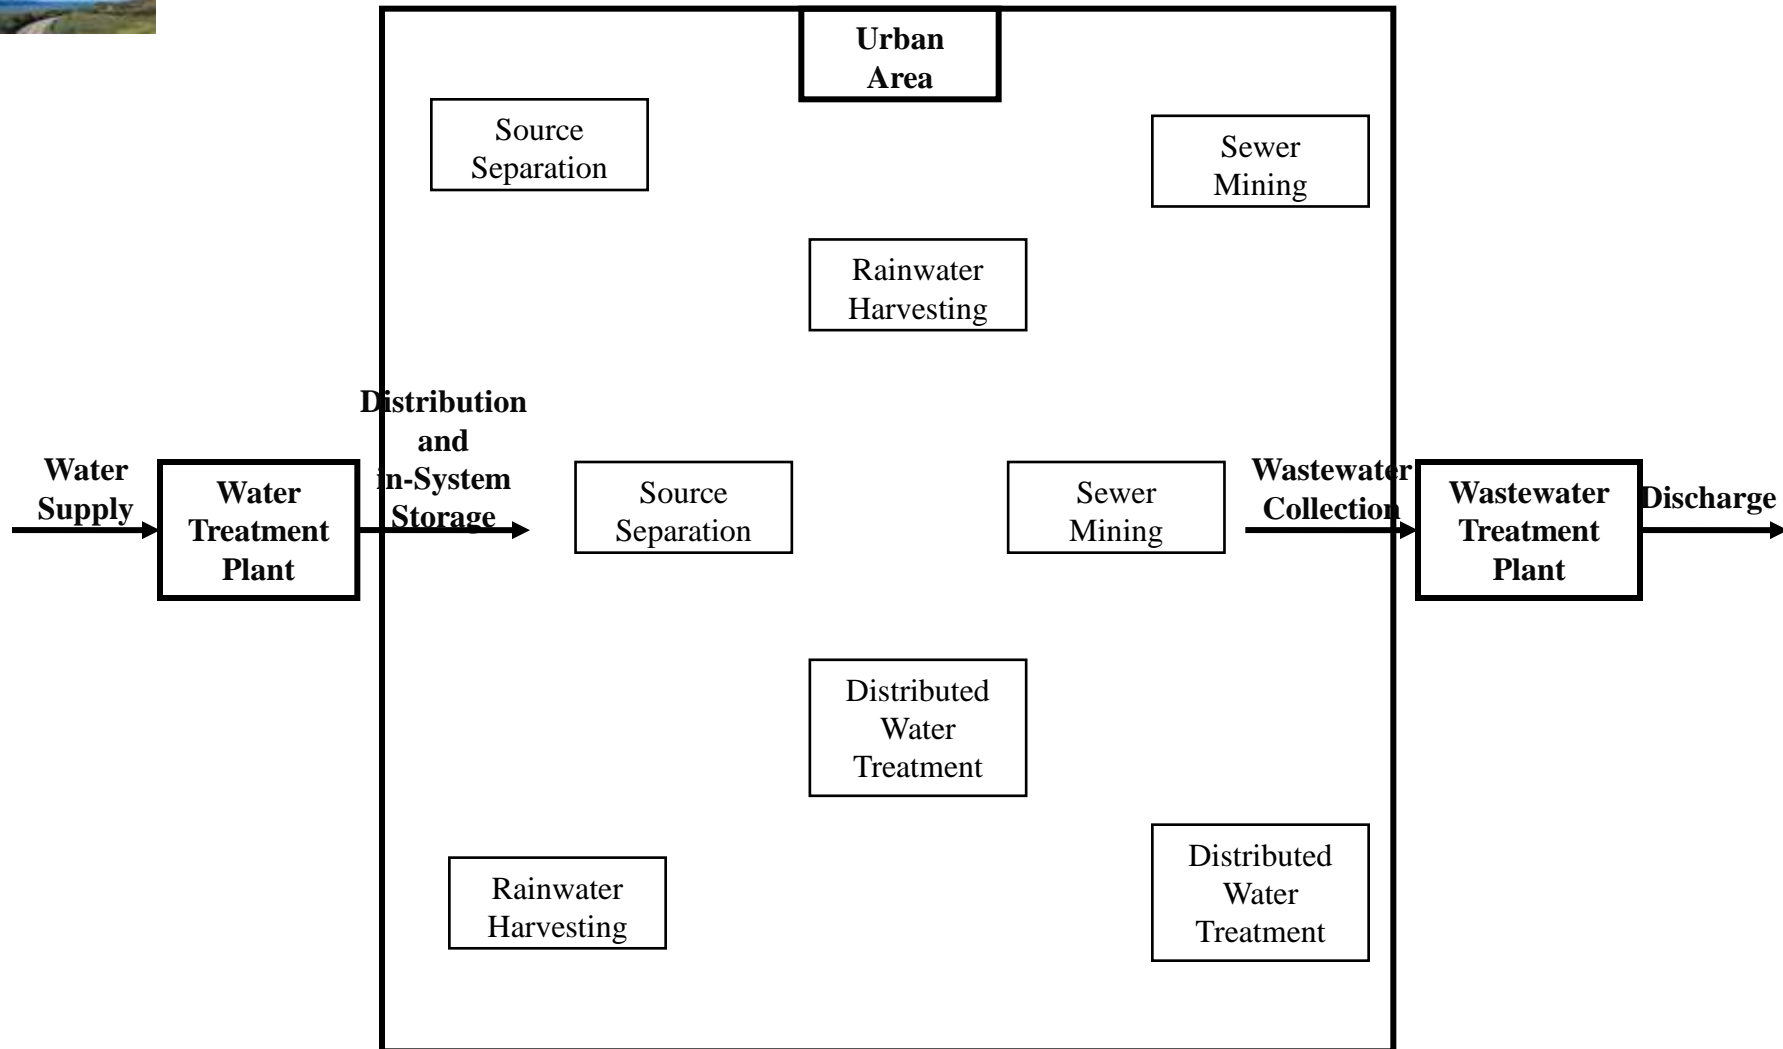 Urban
Area
Source
Separation
Sewer
Mining
Rainwater
Harvesting
Distribution
and
in-System
Storage
Water
Supply
Water
Treatment
Plant
Source
Separation
Sewer
Mining
Wastewater
Collection
Wastewater
Treatment
Plant
Discharge
Distributed
Water
Treatment
Rainwater
Harvesting
Distributed
Water
Treatment